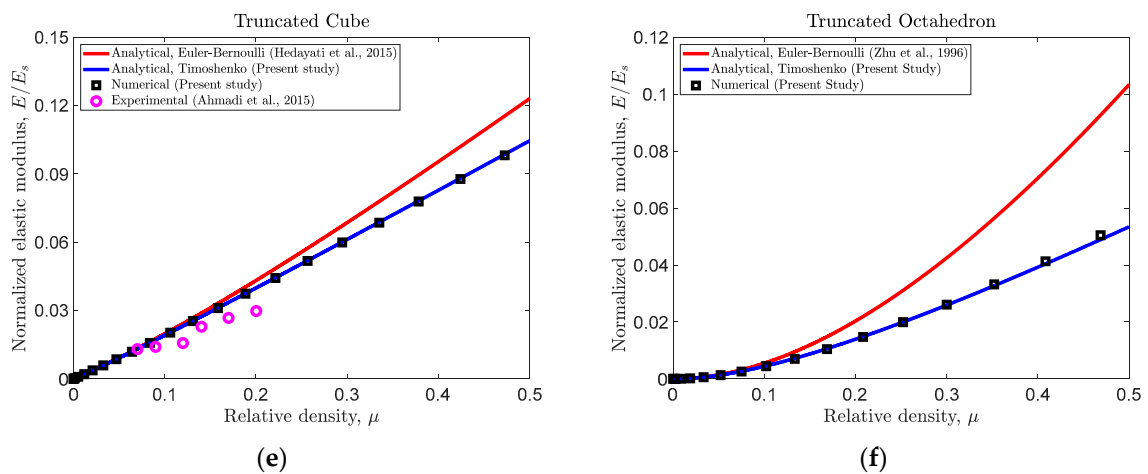 Truncated Cube
0.15
0.12
0.09
0.06
0.03
0
Normalized elastic modulus, E/E_s
Analytical, Euler-Bernoulli (Hedayati et al., 2015)
Analytical, Timoshenko (Present study)
Numerical (Present study)
Experimental (Ahmadi et al., 2015)
0 0.1 0.2 0.3 0.4 0.5
Relative density, μ
(e)
Truncated Octahedron
0.12
0.1
0.08
0.06
0.04
0.02
0
Normalized elastic modulus, E/E_s
Analytical, Euler-Bernoulli (Zhu et al., 1996)
Analytical, Timoshenko (Present Study)
Numerical (Present Study)
0 0.1 0.2 0.3 0.4 0.5
Relative density, μ
(f)